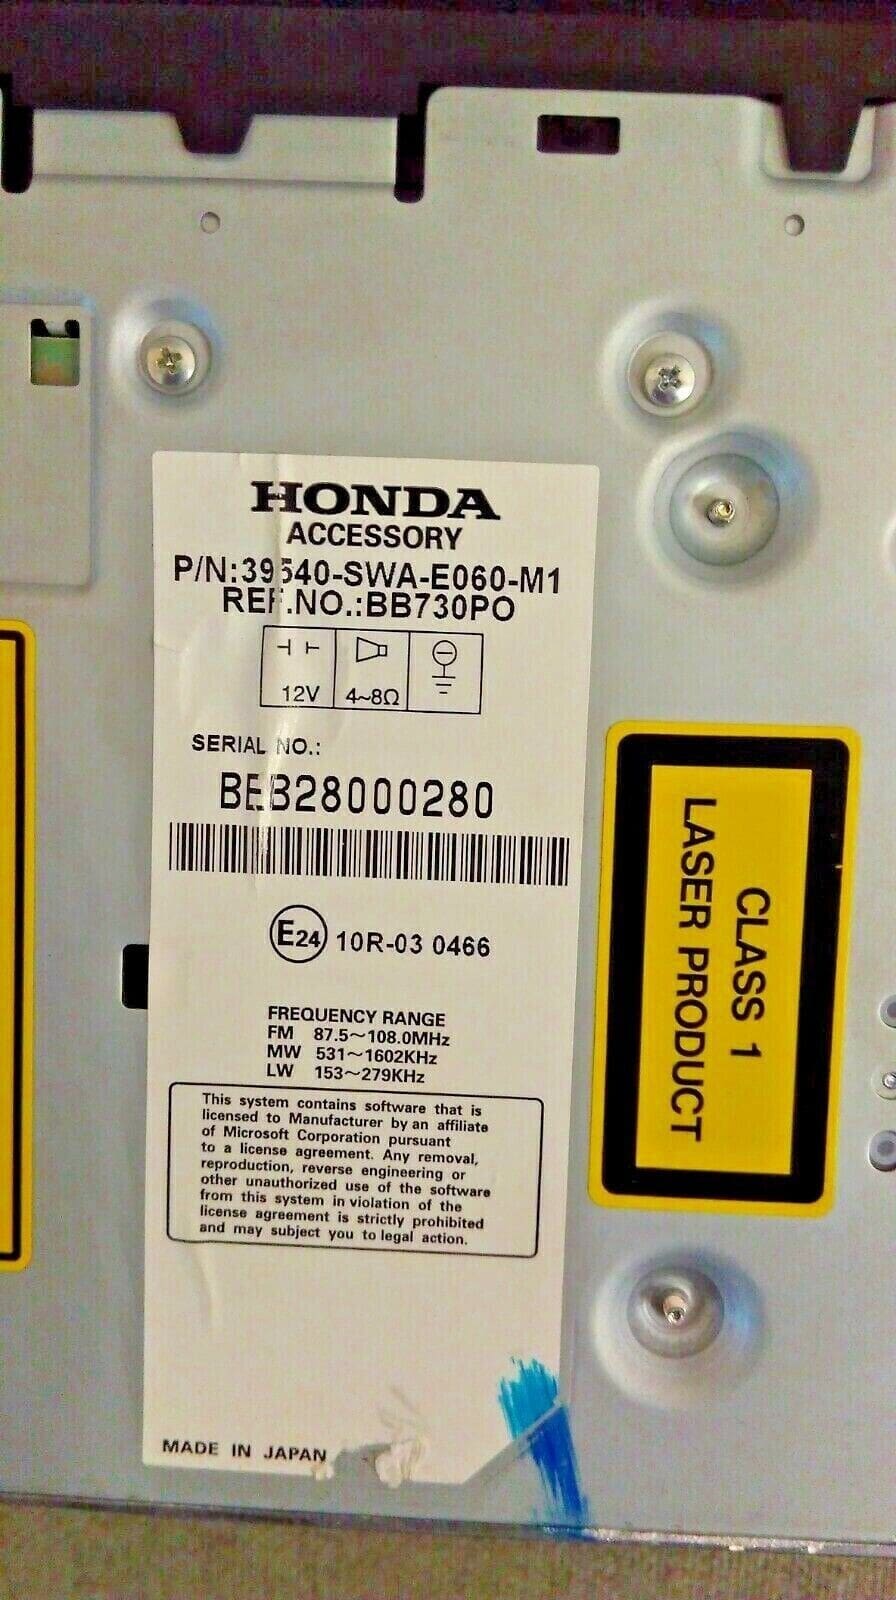 HONDA
ACCESSORY
P/N:39540-SWA-E060-M1
REF.NO.:BB730PO
12V 4~8Ω
SERIAL NO.:
BEB28000280
E24 10R-03 0466
FREQUENCY RANGE
FM 87.5~108.0MHz
MW 531~1602KHz
LW 153~279KHz
This system contains software that is
licensed to Manufacturer by an affiliate
of Microsoft Corporation pursuant
to a license agreement. Any removal,
reproduction, reverse engineering or
other unauthorized use of the software
from this system in violation of the
license agreement is strictly prohibited
and may subject you to legal action.
MADE IN JAPAN
CLASS 1
LASER PRODUCT